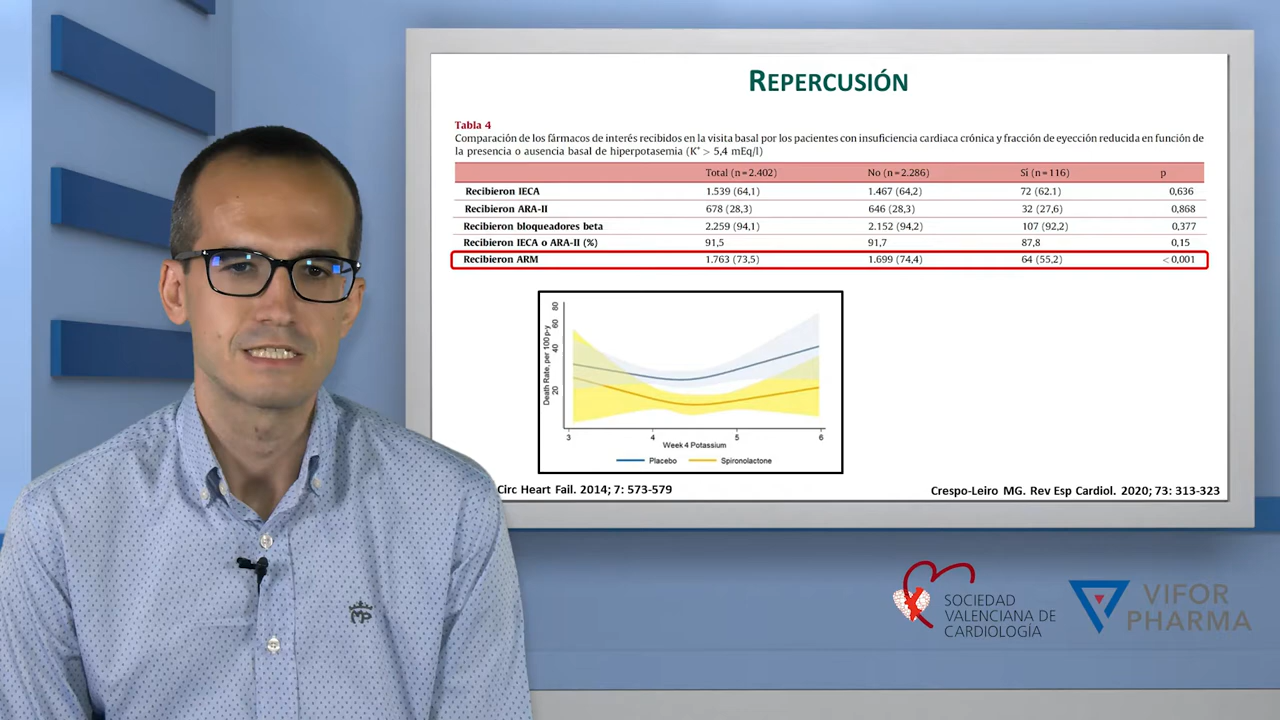 REPERCUSIÓN
Tabla 4
Comparación de los fármacos de interés recibidos en la visita basal por los pacientes con insuficiencia cardiaca crónica y fracción de eyección reducida en función de
la presencia o ausencia basal de hiperpotasemia (K⁺ > 5,4 mEq/l)
Total (n = 2.402) No (n = 2.286) Sí (n = 116) p
Recibieron IECA 1.539 (64,1) 1.467 (64,2) 72 (62.1) 0,636
Recibieron ARA-II 678 (28,3) 646 (28,3) 32 (27,6) 0,868
Recibieron bloqueadores beta 2.259 (94,1) 2.152 (94,2) 107 (92,2) 0,377
Recibieron IECA o ARA-II (%) 91,5 91,7 87,8 0,15
Recibieron ARM 1.763 (73,5) 1.699 (74,4) 64 (55,2) < 0,001
Death Rate, per 100 p-y
80
60
40
20
3 4 5 6
Week 4 Potassium
Placebo Spironolactone
Circ Heart Fail. 2014; 7: 573-579
Crespo-Leiro MG. Rev Esp Cardiol. 2020; 73: 313-323
SOCIEDAD
VALENCIANA DE
CARDIOLOGÍA
VIFOR
PHARMA
MP